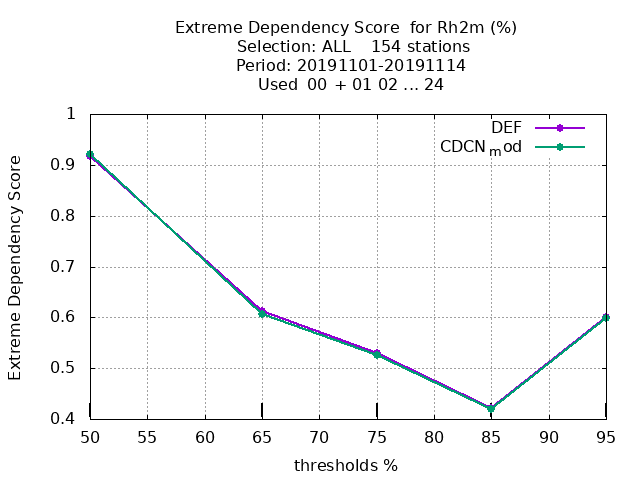 Extreme Dependency Score for Rh2m (%)
Selection: ALL 154 stations
Period: 20191101-20191114
Used 00 + 01 02 ... 24
DEF
CDCNmod
Extreme Dependency Score
1
0.9
0.8
0.7
0.6
0.5
0.4
50 55 60 65 70 75 80 85 90 95
thresholds %